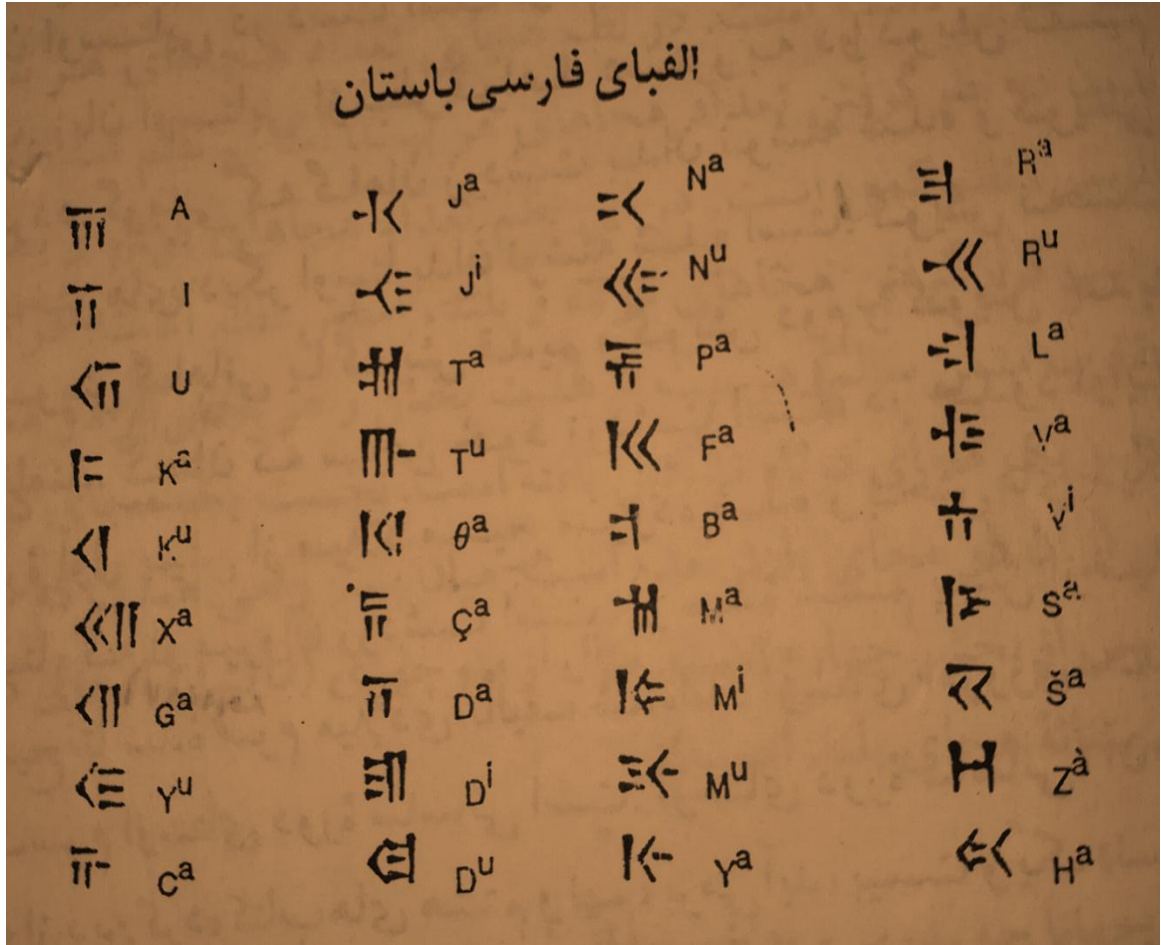 الفبای فارسی باستان
𐎠 A 𐎩 Jᵃ 𐎴 Nᵃ 𐎼 Rᵃ
𐎡 I 𐎪 Jⁱ 𐎵 Nᵘ 𐎽 Rᵘ
𐎢 U 𐎫 Tᵃ 𐎱 Pᵃ 𐎾 Lᵃ
𐎣 Kᵃ 𐎬 Tᵘ 𐎳 Fᵃ 𐎺 Vᵃ
𐎤 Kᵘ 𐎰 θᵃ 𐎲 Bᵃ 𐎻 Vⁱ
𐎧 Xᵃ 𐏂 Çᵃ 𐎶 Mᵃ 𐎿 Sᵃ
𐎥 Gᵃ 𐎭 Dᵃ 𐎷 Mⁱ 𐏁 Šᵃ
𐎦 Yᵘ 𐎮 Dⁱ 𐎸 Mᵘ 𐏀 Zᵃ
𐎨 Cᵃ 𐎯 Dᵘ 𐎹 Yᵃ 𐏃 Hᵃ